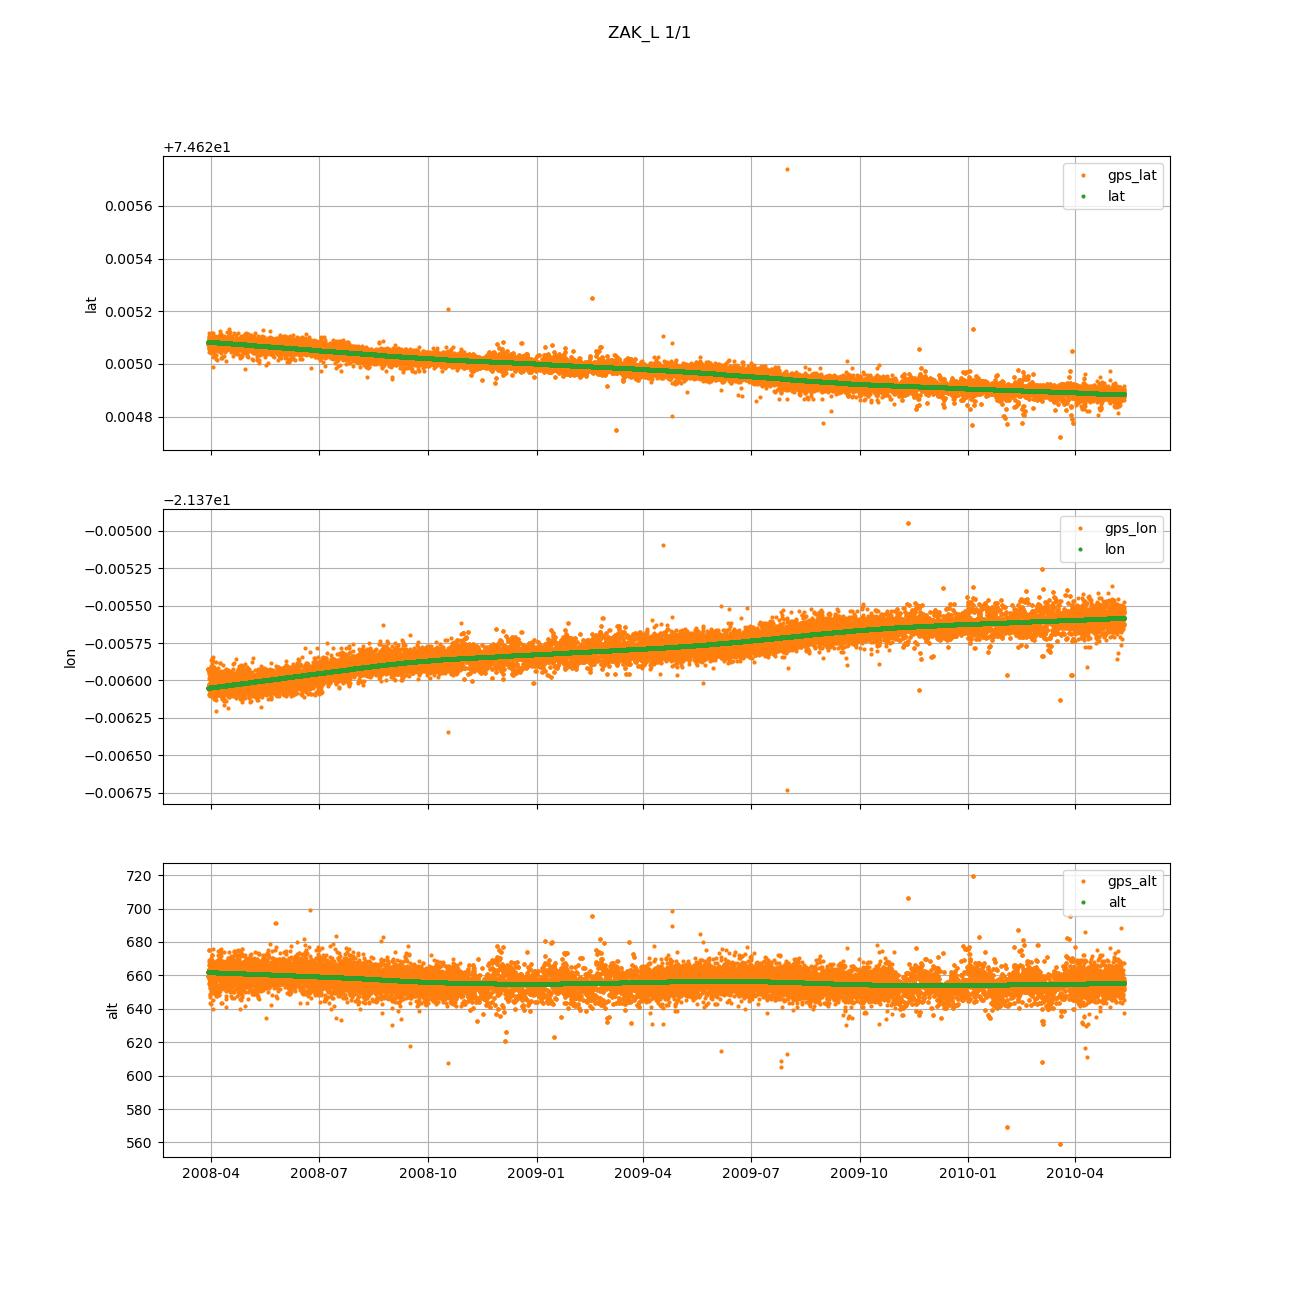 ZAK_L 1/1
+7.462e1
0.0056
0.0054
0.0052
0.0050
0.0048
lat
gps_lat
lat
−2.137e1
−0.00500
−0.00525
−0.00550
−0.00575
−0.00600
−0.00625
−0.00650
−0.00675
lon
gps_lon
lon
720
700
680
660
640
620
600
580
560
alt
gps_alt
alt
2008-04 2008-07 2008-10 2009-01 2009-04 2009-07 2009-10 2010-01 2010-04